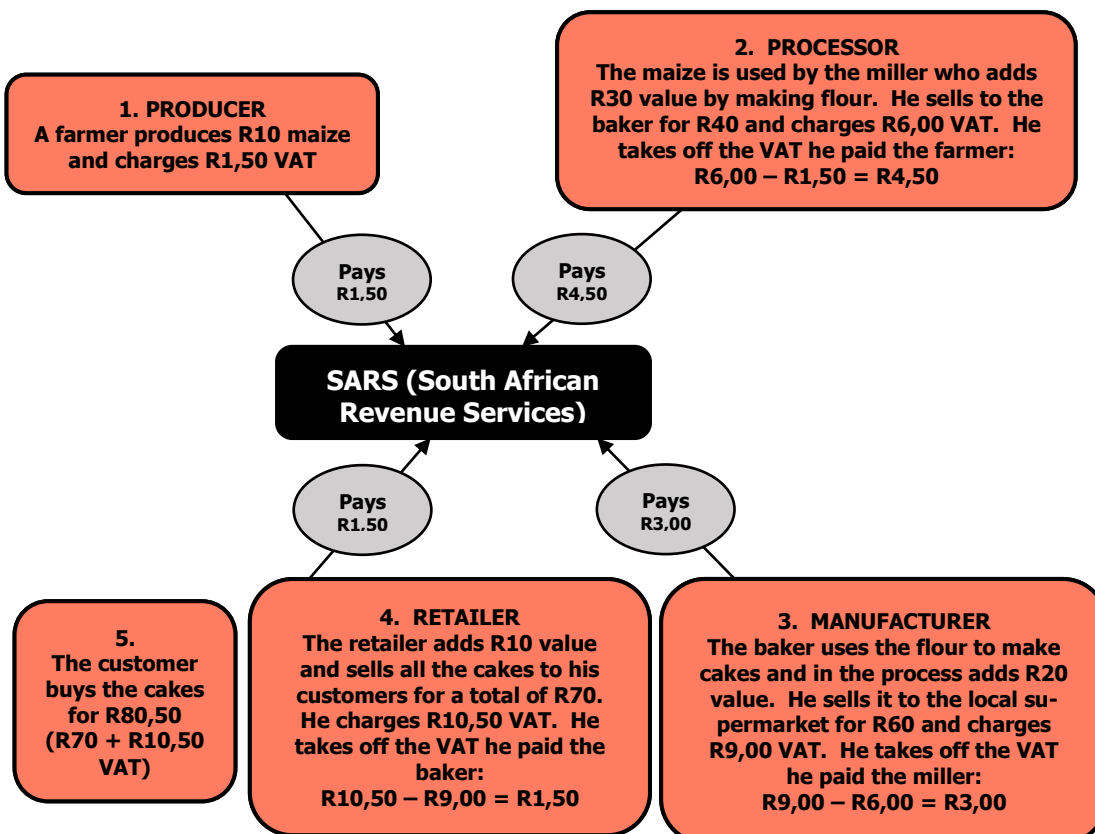 1. PRODUCER
A farmer produces R10 maize
and charges R1,50 VAT
2. PROCESSOR
The maize is used by the miller who adds
R30 value by making flour. He sells to the
baker for R40 and charges R6,00 VAT. He
takes off the VAT he paid the farmer:
R6,00 – R1,50 = R4,50
Pays
R1,50
Pays
R4,50
SARS (South African
Revenue Services)
Pays
R1,50
Pays
R3,00
5.
The customer
buys the cakes
for R80,50
(R70 + R10,50
VAT)
4. RETAILER
The retailer adds R10 value
and sells all the cakes to his
customers for a total of R70.
He charges R10,50 VAT. He
takes off the VAT he paid the
baker:
R10,50 – R9,00 = R1,50
3. MANUFACTURER
The baker uses the flour to make
cakes and in the process adds R20
value. He sells it to the local su-
permarket for R60 and charges
R9,00 VAT. He takes off the VAT
he paid the miller:
R9,00 – R6,00 = R3,00